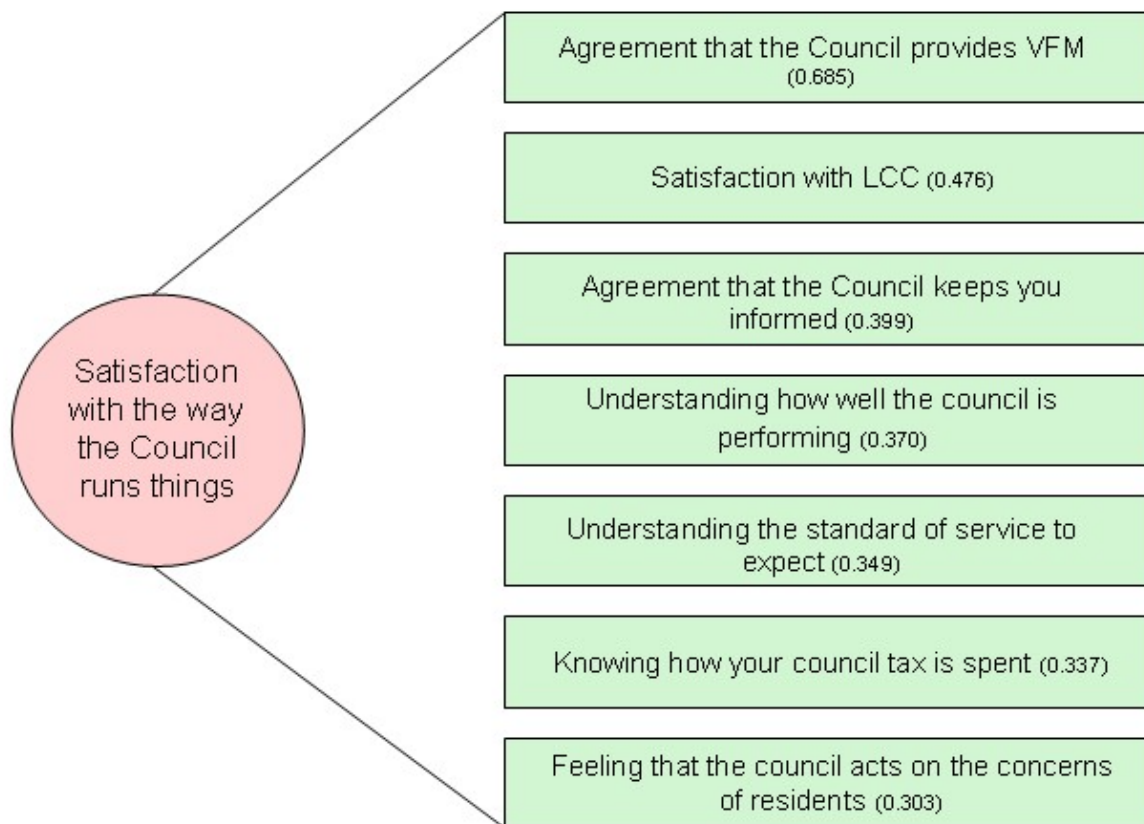 Agreement that the Council provides VFM
(0.685)
Satisfaction with LCC (0.476)
Agreement that the Council keeps you
informed (0.399)
Satisfaction
with the way
the Council
runs things
Understanding how well the council is
performing (0.370)
Understanding the standard of service to
expect (0.349)
Knowing how your council tax is spent (0.337)
Feeling that the council acts on the concerns
of residents (0.303)